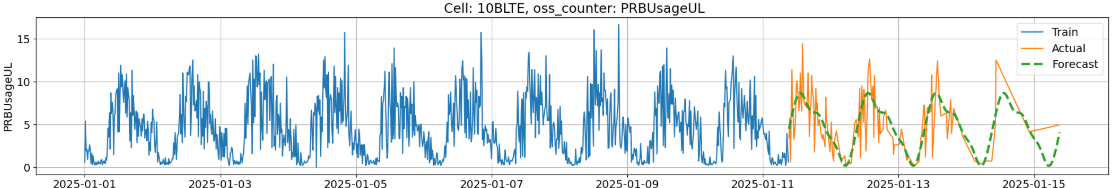 Cell: 10BLTE, oss_counter: PRBUsageUL
PRBUsageUL
15
10
5
0
Train
Actual
Forecast
2025-01-01
2025-01-03
2025-01-05
2025-01-07
2025-01-09
2025-01-11
2025-01-13
2025-01-15